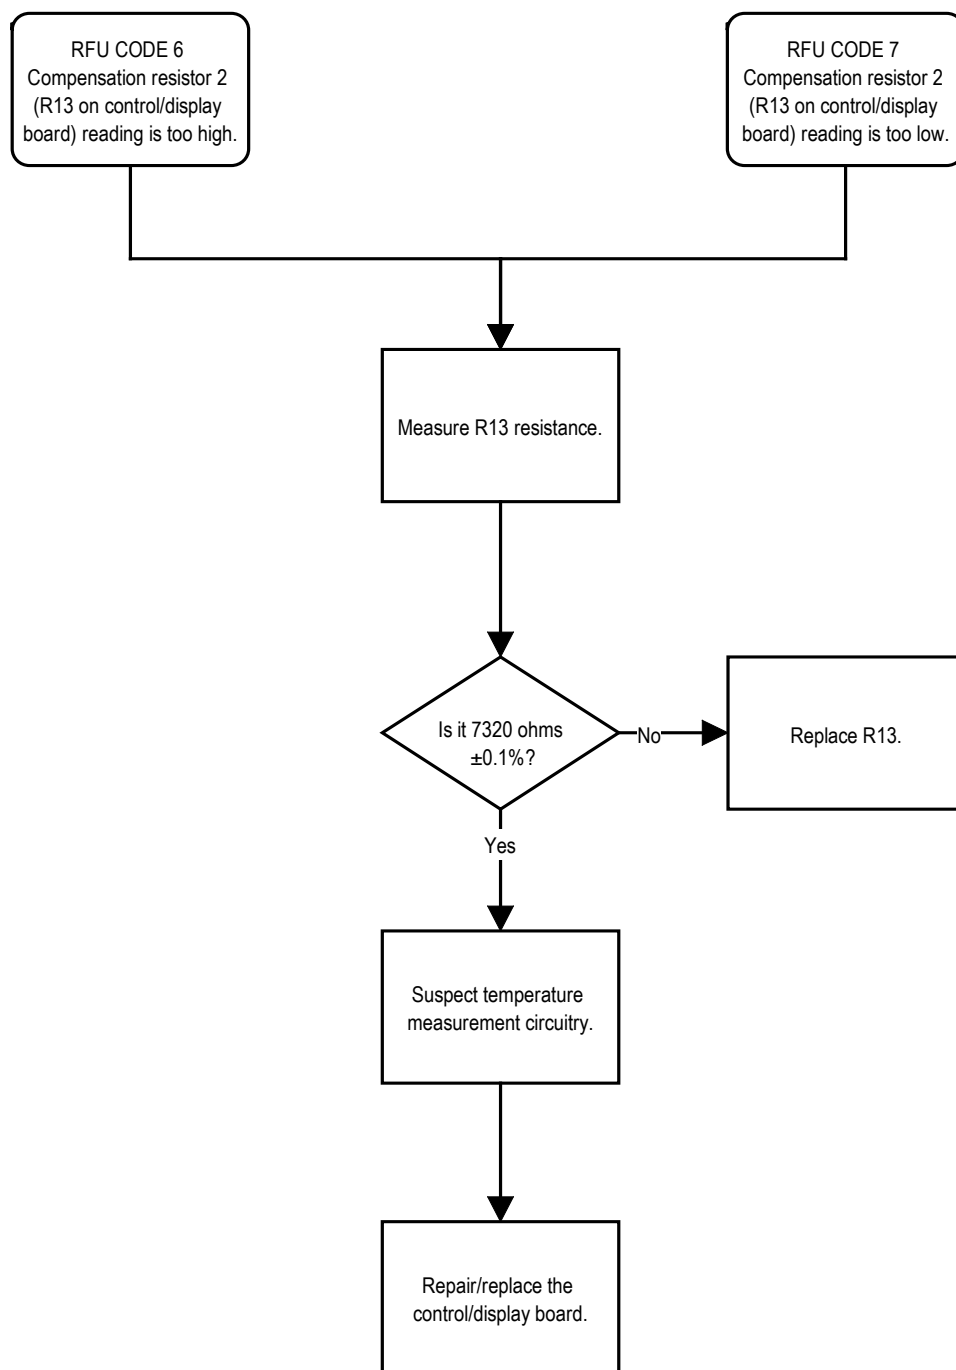 RFU CODE 6
Compensation resistor 2
(R13 on control/display
board) reading is too high.
RFU CODE 7
Compensation resistor 2
(R13 on control/display
board) reading is too low.
Measure R13 resistance.
Is it 7320 ohms
±0.1%?
No
Replace R13.
Yes
Suspect temperature
measurement circuitry.
Repair/replace the
control/display board.